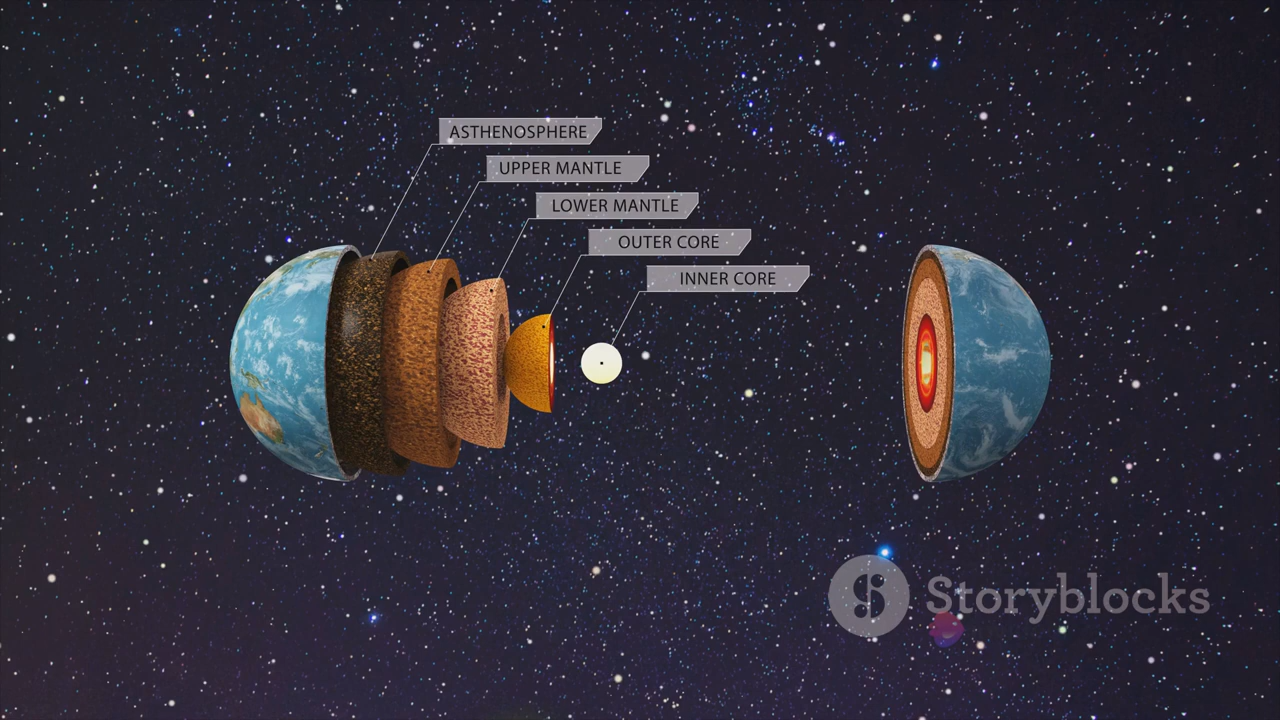 ASTHENOSPHERE
UPPER MANTLE
LOWER MANTLE
OUTER CORE
INNER CORE
Storyblocks